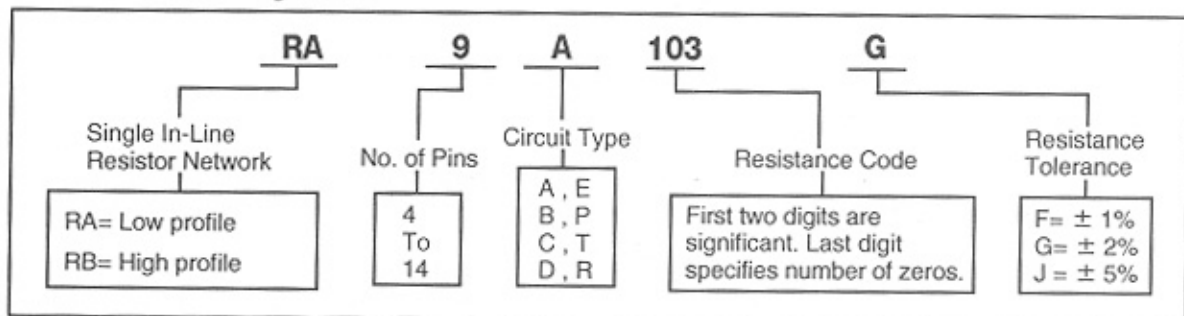 RA 9 A 103 G
Single In-Line
Resistor Network
RA= Low profile
RB= High profile
No. of Pins
4
To
14
Circuit Type
A , E
B , P
C , T
D , R
Resistance Code
First two digits are
significant. Last digit
specifies number of zeros.
Resistance
Tolerance
F= ± 1%
G= ± 2%
J= ± 5%